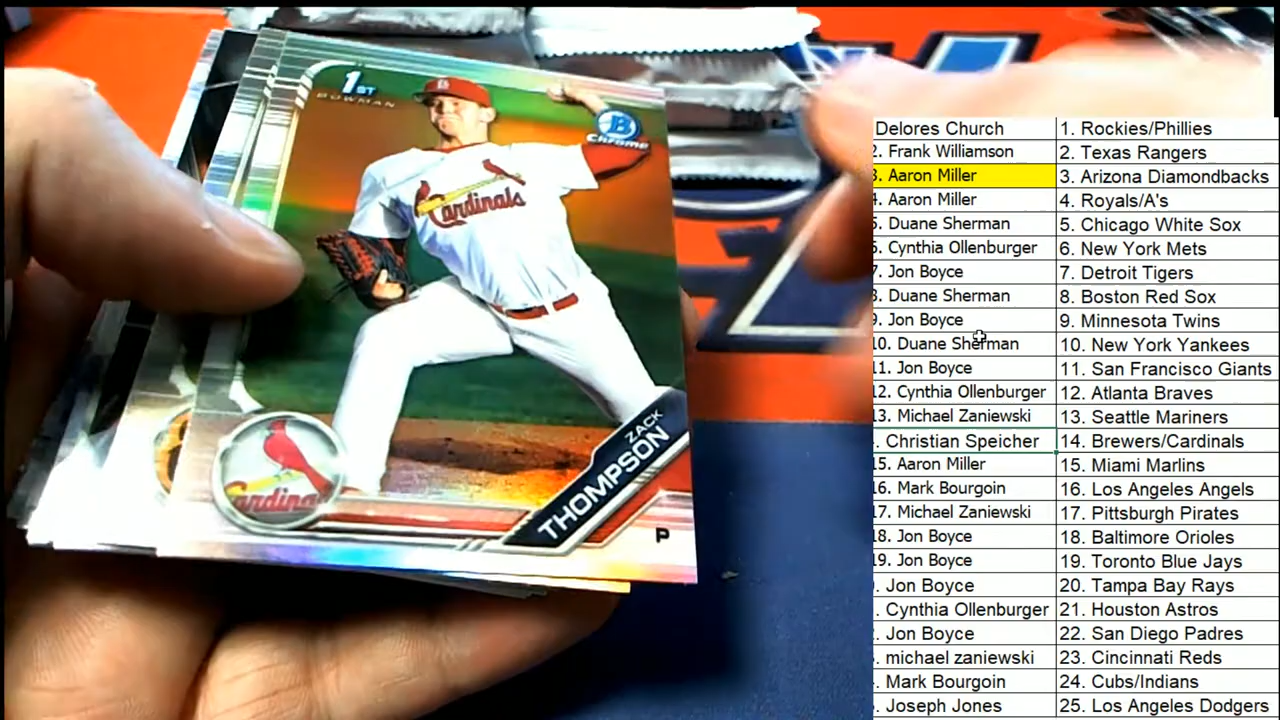 1ST
BOWMAN
B
Chrome
Cardinals
Cardinals
ZACK
THOMPSON
P
Delores Church 1. Rockies/Phillies
2. Frank Williamson 2. Texas Rangers
3. Aaron Miller 3. Arizona Diamondbacks
4. Aaron Miller 4. Royals/A's
5. Duane Sherman 5. Chicago White Sox
6. Cynthia Ollenburger 6. New York Mets
7. Jon Boyce 7. Detroit Tigers
8. Duane Sherman 8. Boston Red Sox
9. Jon Boyce 9. Minnesota Twins
10. Duane Sherman 10. New York Yankees
11. Jon Boyce 11. San Francisco Giants
12. Cynthia Ollenburger 12. Atlanta Braves
13. Michael Zaniewski 13. Seattle Mariners
. Christian Speicher 14. Brewers/Cardinals
15. Aaron Miller 15. Miami Marlins
16. Mark Bourgoin 16. Los Angeles Angels
17. Michael Zaniewski 17. Pittsburgh Pirates
18. Jon Boyce 18. Baltimore Orioles
19. Jon Boyce 19. Toronto Blue Jays
. Jon Boyce 20. Tampa Bay Rays
. Cynthia Ollenburger 21. Houston Astros
. Jon Boyce 22. San Diego Padres
. michael zaniewski 23. Cincinnati Reds
. Mark Bourgoin 24. Cubs/Indians
. Joseph Jones 25. Los Angeles Dodgers